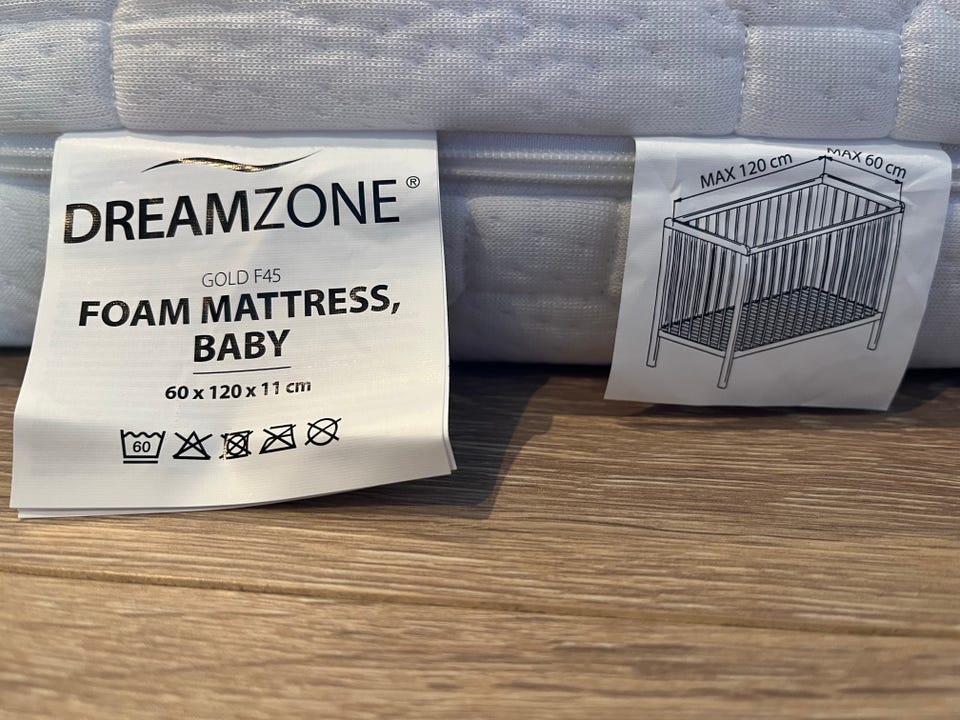 DREAMZONE®
GOLD F45
FOAM MATTRESS,
BABY
60 x 120 x 11 cm
60
MAX 120 cm
MAX 60 cm